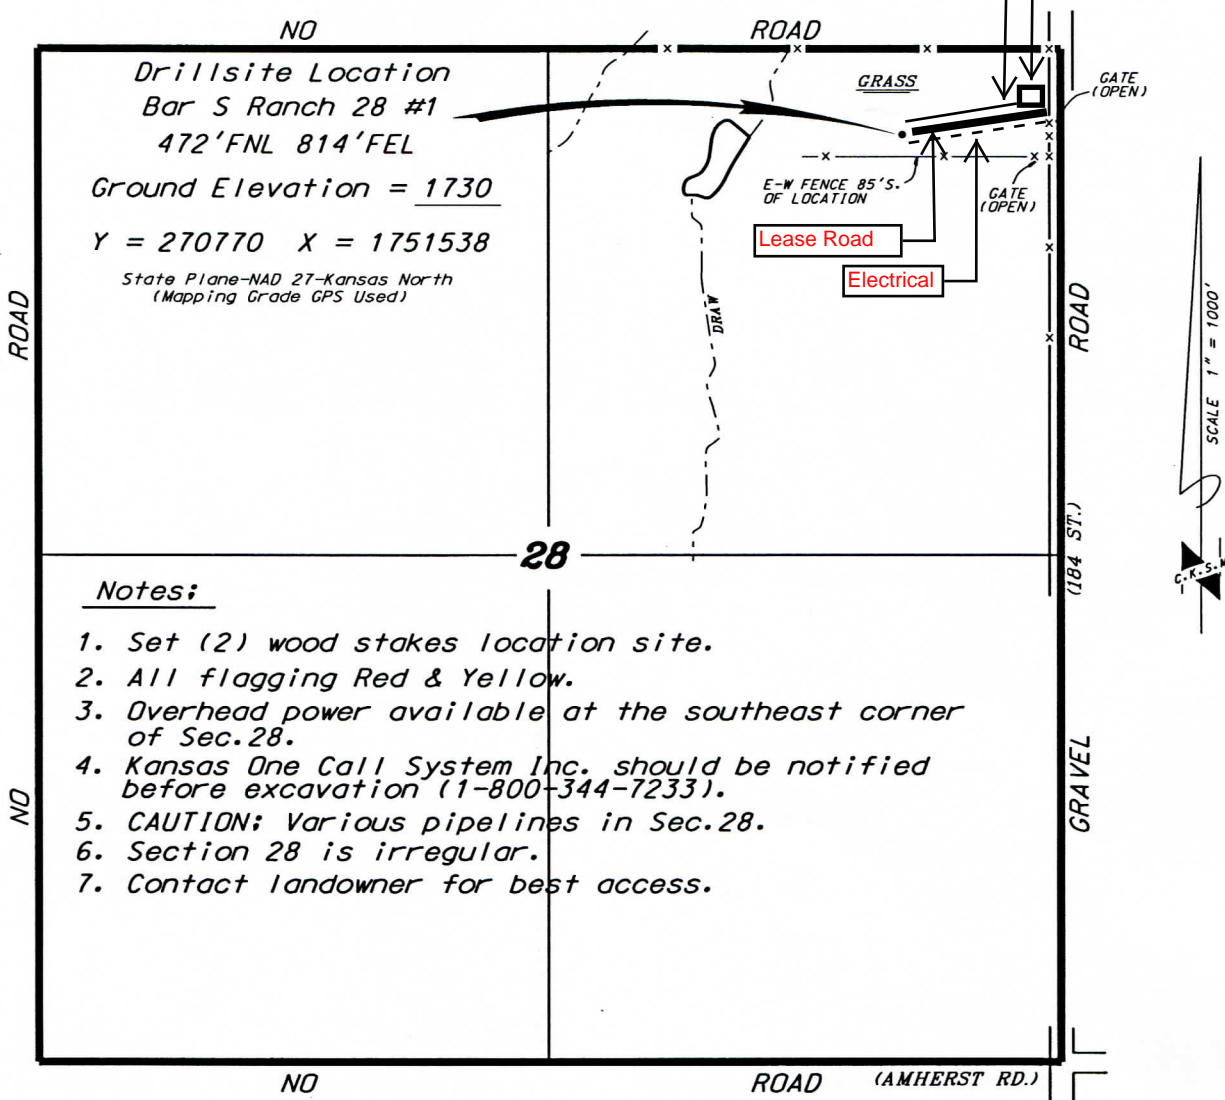 NO ROAD
Drillsite Location
Bar S Ranch 28 #1
472'FNL 814'FEL
Ground Elevation = 1730
Y = 270770 X = 1751538
State Plane-NAD 27-Kansas North
(Mapping Grade GPS Used)
GRASS
GATE
(OPEN)
E-W FENCE 85'S.
OF LOCATION
GATE
(OPEN)
Lease Road
Electrical
DRAW
ROAD
NO
ROAD
(184 ST.)
GRAVEL
SCALE 1" = 1000'
C.K.S.W
28
Notes:
1. Set (2) wood stakes location site.
2. All flagging Red & Yellow.
3. Overhead power available at the southeast corner
of Sec.28.
4. Kansas One Call System Inc. should be notified
before excavation (1-800-344-7233).
5. CAUTION: Various pipelines in Sec.28.
6. Section 28 is irregular.
7. Contact landowner for best access.
NO ROAD (AMHERST RD.)